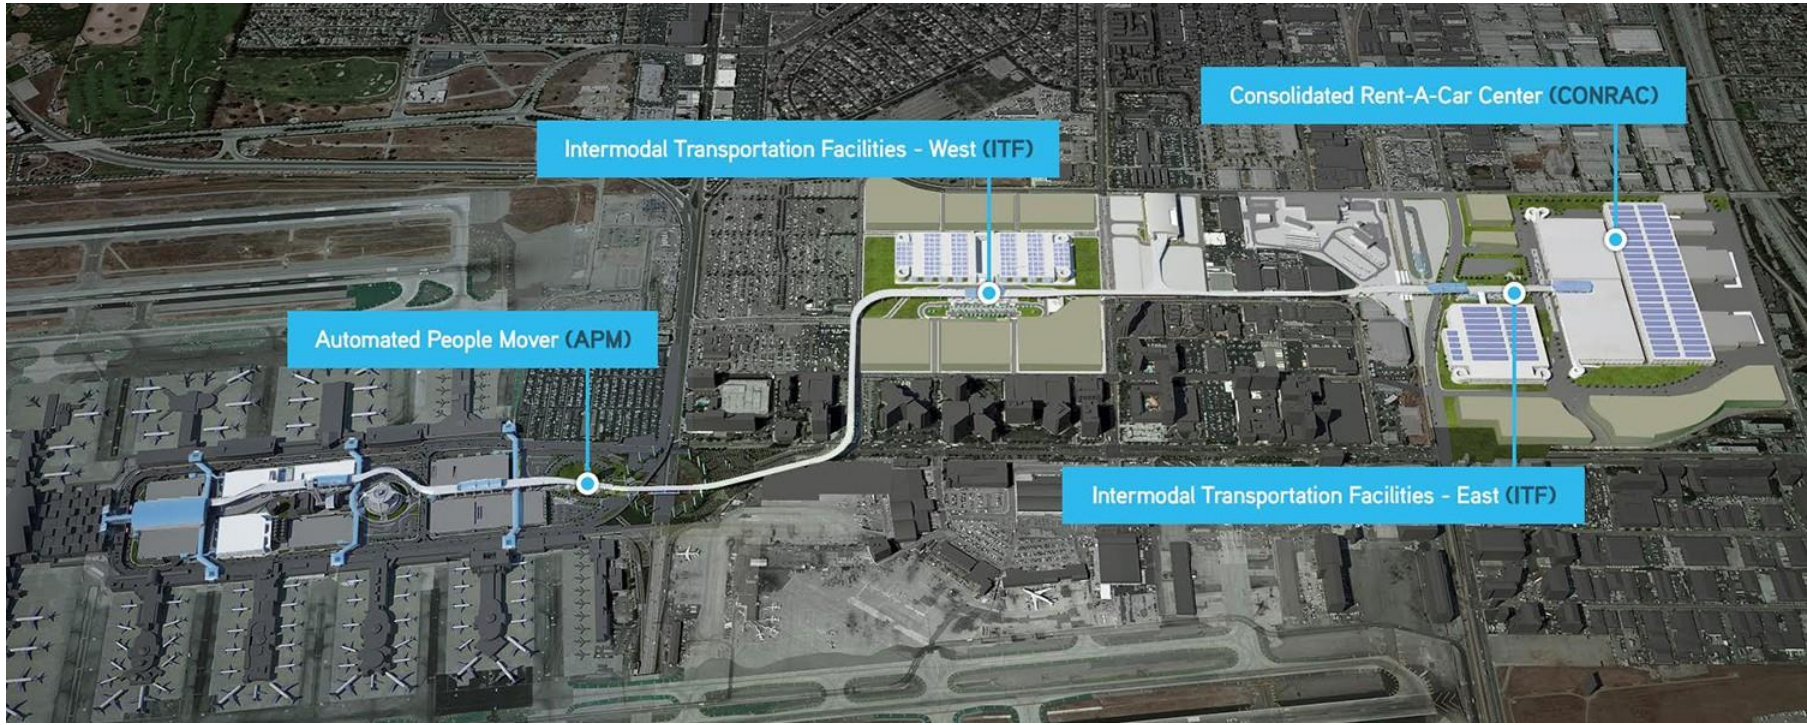 Consolidated Rent-A-Car Center (CONRAC)
Intermodal Transportation Facilities - West (ITF)
Automated People Mover (APM)
Intermodal Transportation Facilities - East (ITF)